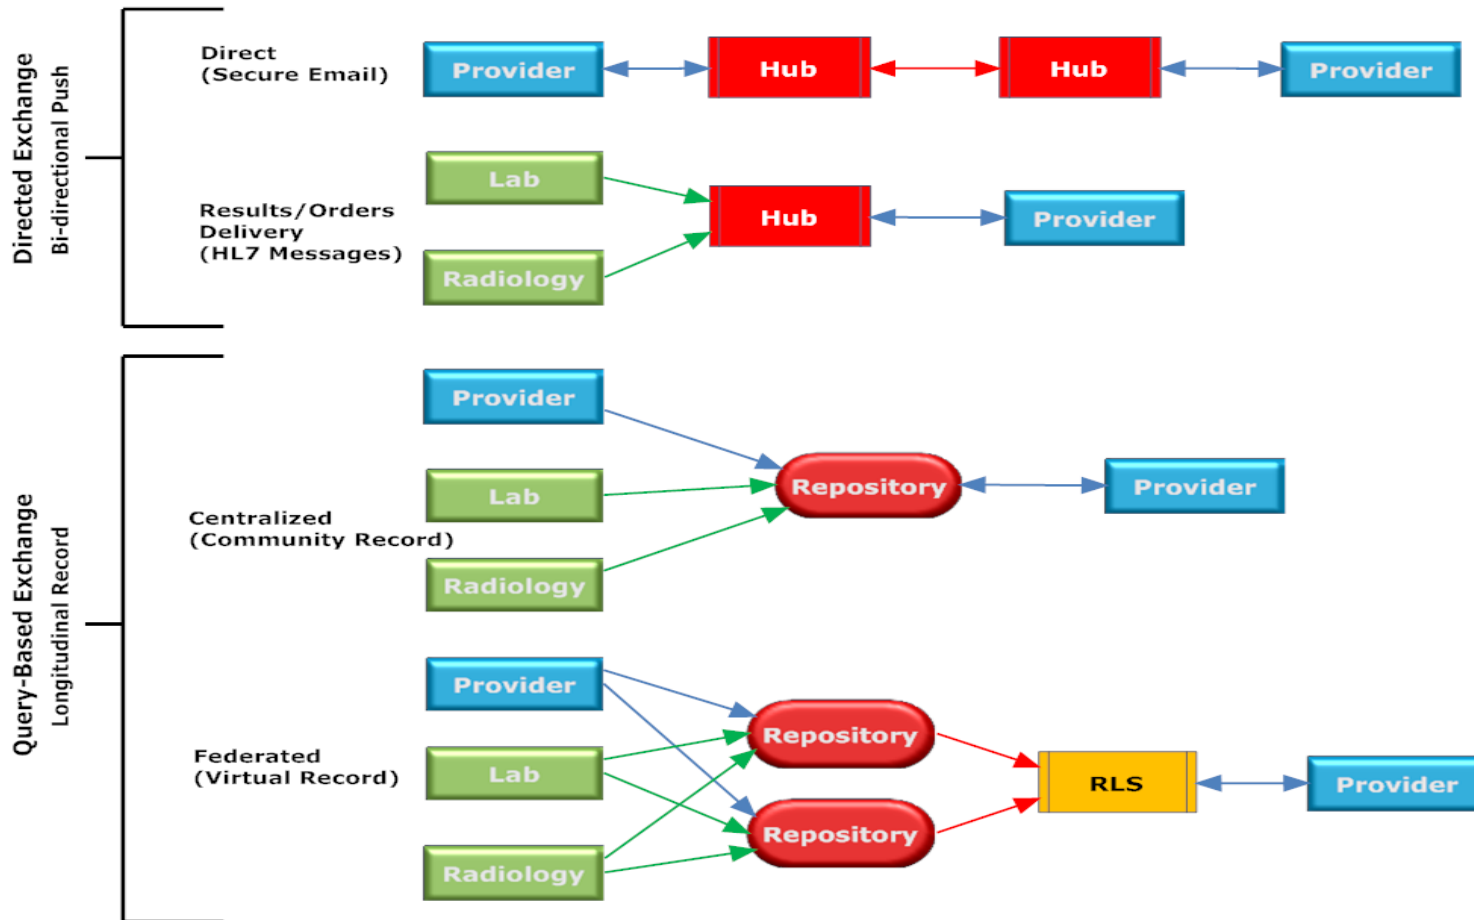 Directed Exchange
Bi-directional Push
Direct
(Secure Email)
Provider
Hub
Hub
Provider
Results/Orders
Delivery
(HL7 Messages)
Lab
Radiology
Hub
Provider
Query-Based Exchange
Longitudinal Record
Centralized
(Community Record)
Provider
Lab
Radiology
Repository
Provider
Federated
(Virtual Record)
Provider
Lab
Radiology
Repository
Repository
RLS
Provider